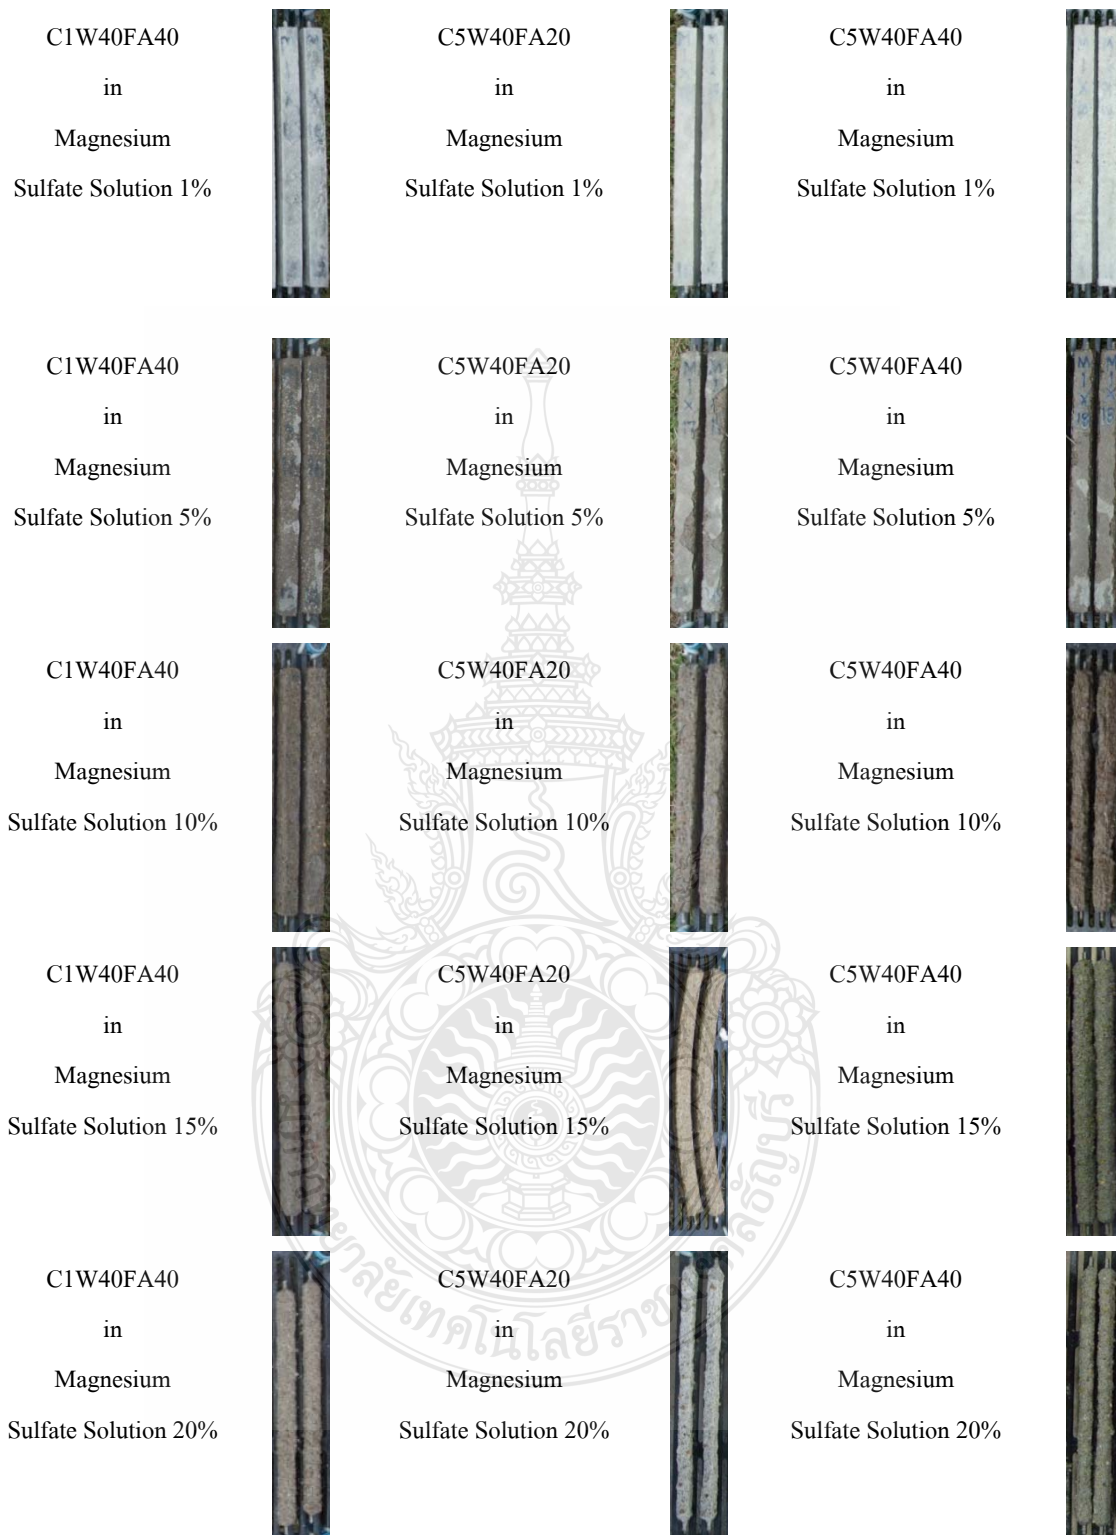 C1W40FA40
in
Magnesium
Sulfate Solution 1%
C5W40FA20
in
Magnesium
Sulfate Solution 1%
C5W40FA40
in
Magnesium
Sulfate Solution 1%
C1W40FA40
in
Magnesium
Sulfate Solution 5%
C5W40FA20
in
Magnesium
Sulfate Solution 5%
C5W40FA40
in
Magnesium
Sulfate Solution 5%
C1W40FA40
in
Magnesium
Sulfate Solution 10%
C5W40FA20
in
Magnesium
Sulfate Solution 10%
C5W40FA40
in
Magnesium
Sulfate Solution 10%
C1W40FA40
in
Magnesium
Sulfate Solution 15%
C5W40FA20
in
Magnesium
Sulfate Solution 15%
C5W40FA40
in
Magnesium
Sulfate Solution 15%
C1W40FA40
in
Magnesium
Sulfate Solution 20%
C5W40FA20
in
Magnesium
Sulfate Solution 20%
C5W40FA40
in
Magnesium
Sulfate Solution 20%